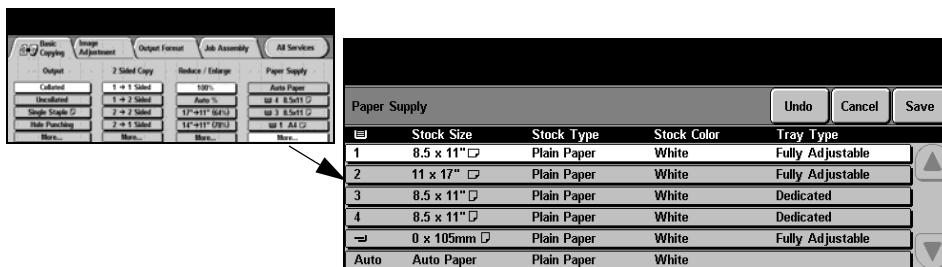 Basic Copying
Image Adjustment
Output Format
Job Assembly
All Services
Output
2 Sided Copy
Reduce / Enlarge
Paper Supply
Collated
1 → 1 Sided
100%
Auto Paper
Uncollated
1 → 2 Sided
Auto %
4 8.5x11
Single Staple
2 → 2 Sided
17"→11" (64%)
3 8.5x11
Hole Punching
2 → 1 Sided
14"→11" (78%)
1 A4
More...
More...
More...
More...
Paper Supply
Undo
Cancel
Save
Stock Size Stock Type Stock Color Tray Type
1 8.5 x 11" Plain Paper White Fully Adjustable
2 11 x 17" Plain Paper White Fully Adjustable
3 8.5 x 11" Plain Paper White Dedicated
4 8.5 x 11" Plain Paper White Dedicated
0 x 105mm Plain Paper White Fully Adjustable
Auto Auto Paper Plain Paper White